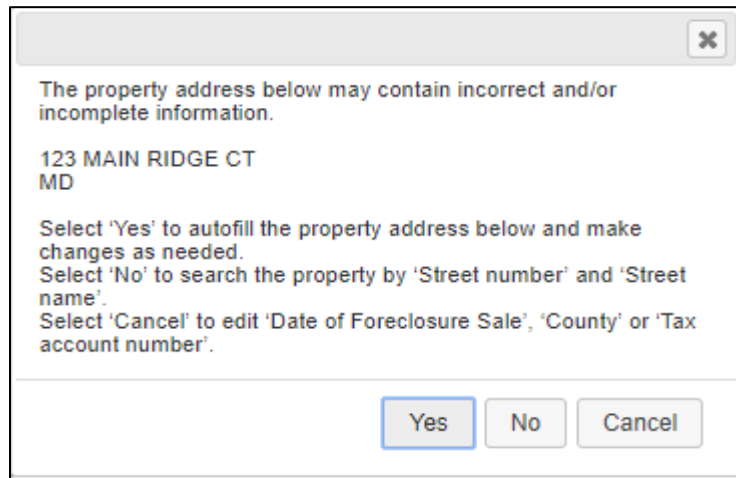 The property address below may contain incorrect and/or
incomplete information.
123 MAIN RIDGE CT
MD
Select ‘Yes’ to autofill the property address below and make
changes as needed.
Select ‘No’ to search the property by ‘Street number’ and ‘Street
name’.
Select ‘Cancel’ to edit ‘Date of Foreclosure Sale’, ‘County’ or ‘Tax
account number’.
Yes No Cancel